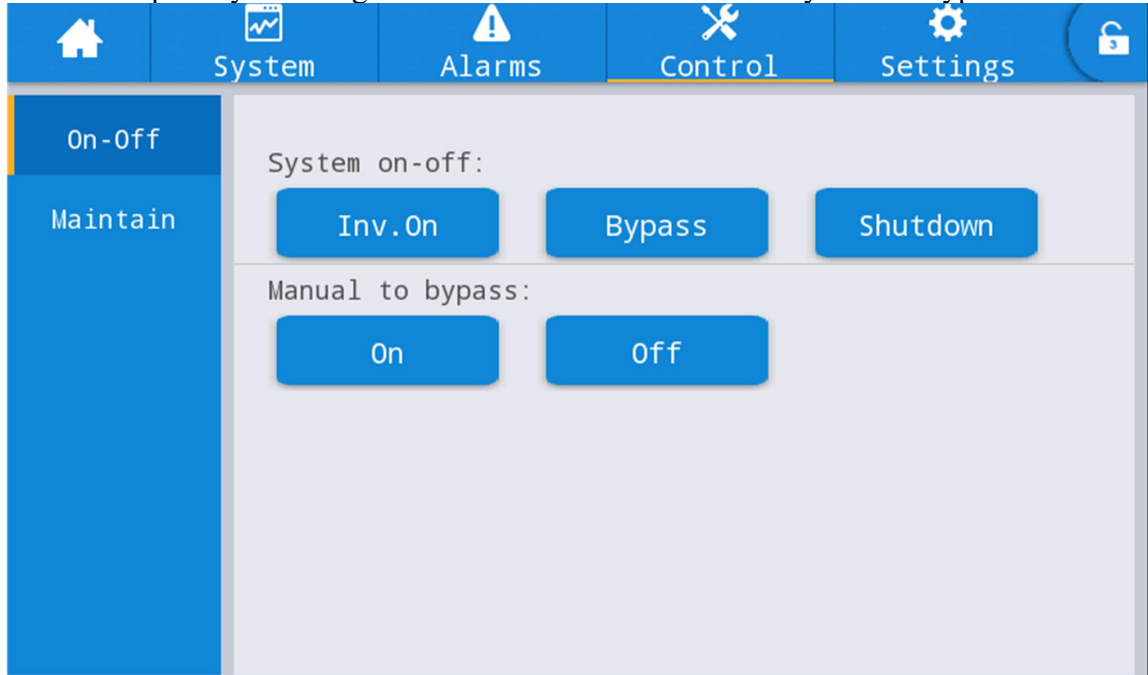 System Alarms Control Settings 3
On-Off
System on-off:
Maintain
Inv.On Bypass Shutdown
Manual to bypass:
On Off